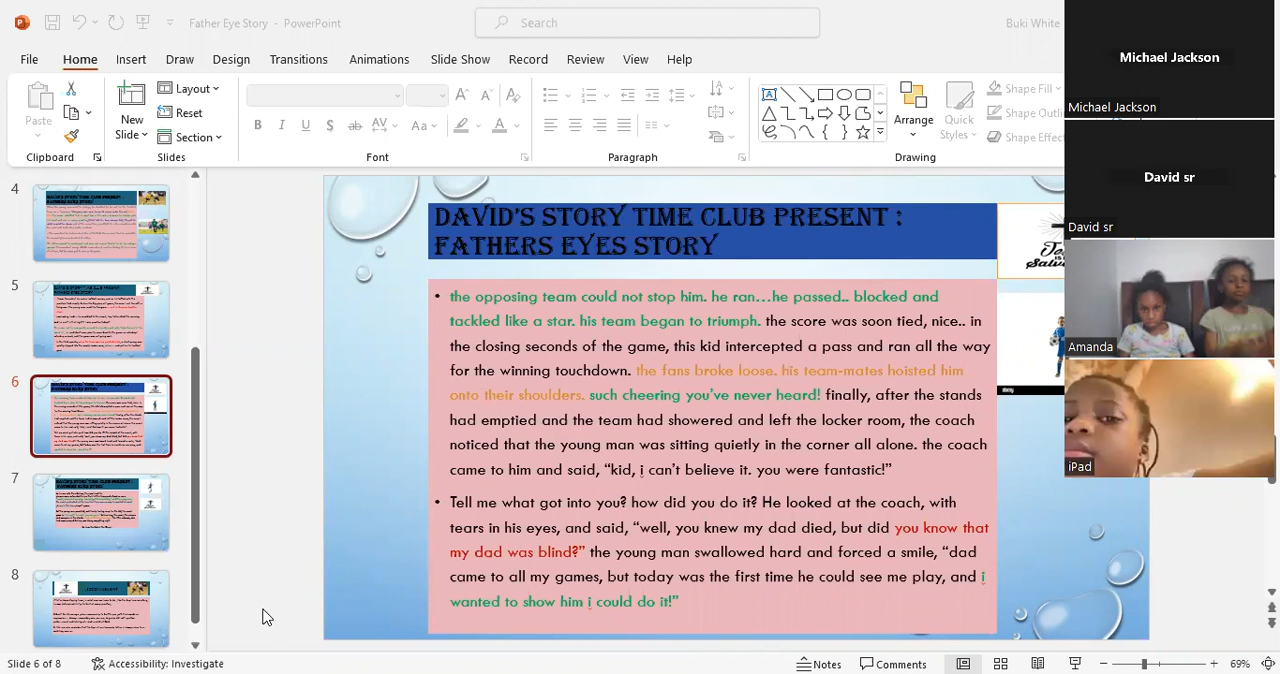 Father Eye Story - PowerPoint
Search
Buki White
File Home Insert Draw Design Transitions Animations Slide Show Record Review View Help
Paste
New
Slide
Layout
Reset
Section
B I U S ab AV Aa A
Arrange
Quick
Styles
Shape Fill
Shape Outli
Shape Effec
Clipboard
Slides
Font
Paragraph
Drawing
Michael Jackson
Michael Jackson
David sr
David sr
Amanda
iPad
4
5
6
7
8
DAVID'S STORY TIME CLUB PRESENT :
FATHERS EYES STORY
• the opposing team could not stop him. he ran...he passed.. blocked and
tackled like a star. his team began to triumph. the score was soon tied, nice.. in
the closing seconds of the game, this kid intercepted a pass and ran all the way
for the winning touchdown. the fans broke loose. his team-mates hoisted him
onto their shoulders. such cheering you've never heard! finally, after the stands
had emptied and the team had showered and left the locker room, the coach
noticed that the young man was sitting quietly in the corner all alone. the coach
came to him and said, “kid, i can't believe it. you were fantastic!”
• Tell me what got into you? how did you do it? He looked at the coach, with
tears in his eyes, and said, “well, you knew my dad died, but did you know that
my dad was blind?” the young man swallowed hard and forced a smile, “dad
came to all my games, but today was the first time he could see me play, and i
wanted to show him i could do it!”
Slide 6 of 8
Accessibility: Investigate
Notes
Comments
69%